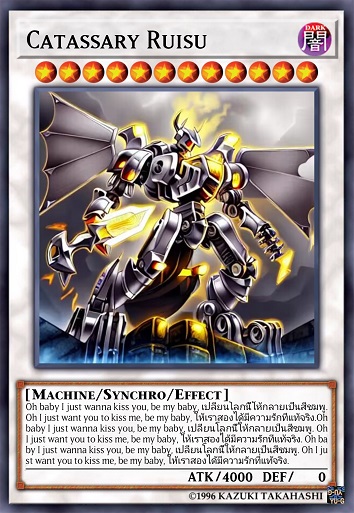 CATASSARY RUISU
DARK
闇
[MACHINE/SYNCHRO/EFFECT]
Oh baby I just wanna kiss you, be my baby, เปลี่ยนโลกนี้ให้กลายเป็นสีชมพู.
Oh I just want you to kiss me, be my baby, ให้เราสองได้มีความรักที่แท้จริง.Oh
baby I just wanna kiss you, be my baby, เปลี่ยนโลกนี้ให้กลายเป็นสีชมพู. Oh
I just want you to kiss me, be my baby, ให้เราสองได้มีความรักที่แท้จริง. Oh ba
by I just wanna kiss you, be my baby, เปลี่ยนโลกนี้ให้กลายเป็นสีชมพู. Oh I ju
st want you to kiss me, be my baby, ให้เราสองได้มีความรักที่แท้จริง.
ATK/4000 DEF/ 0
©1996 KAZUKI TAKAHASHI